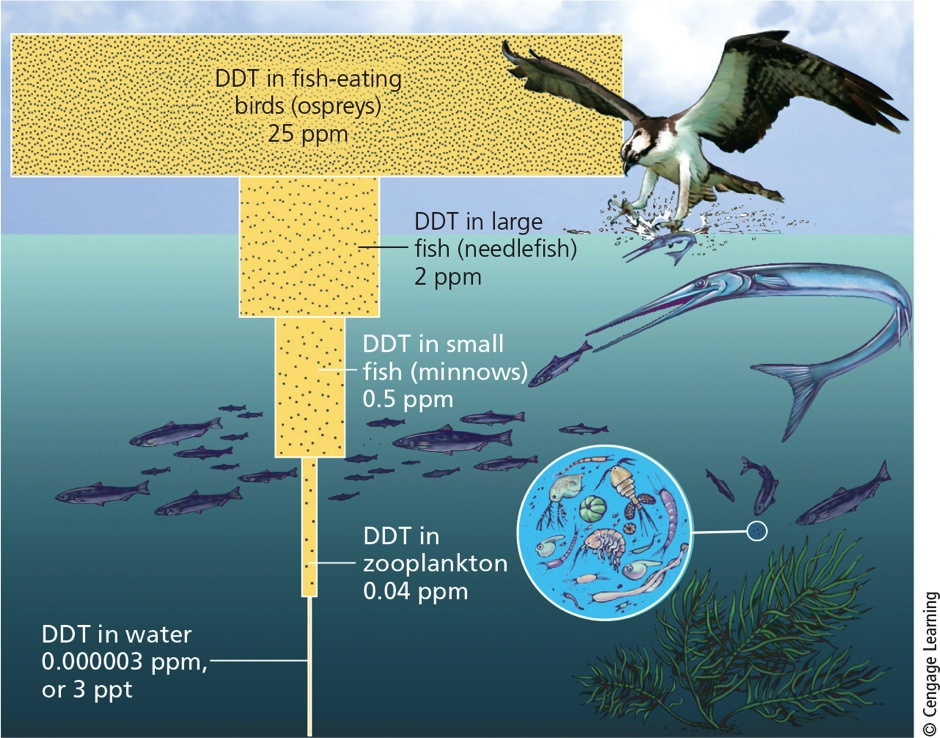 DDT in fish-eating
birds (ospreys)
25 ppm
DDT in large
fish (needlefish)
2 ppm
DDT in small
fish (minnows)
0.5 ppm
DDT in
zooplankton
0.04 ppm
DDT in water
0.000003 ppm,
or 3 ppt
© Cengage Learning